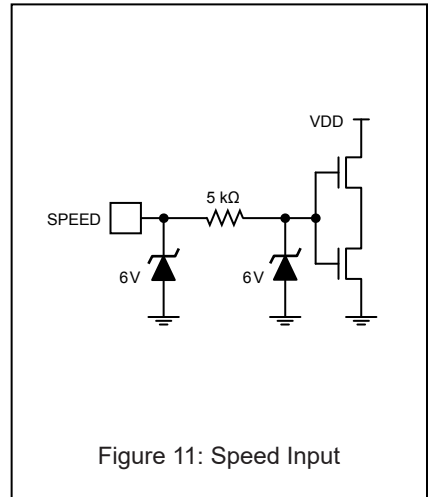 VDD
5 kΩ
SPEED
6V
6V
Figure 11: Speed Input